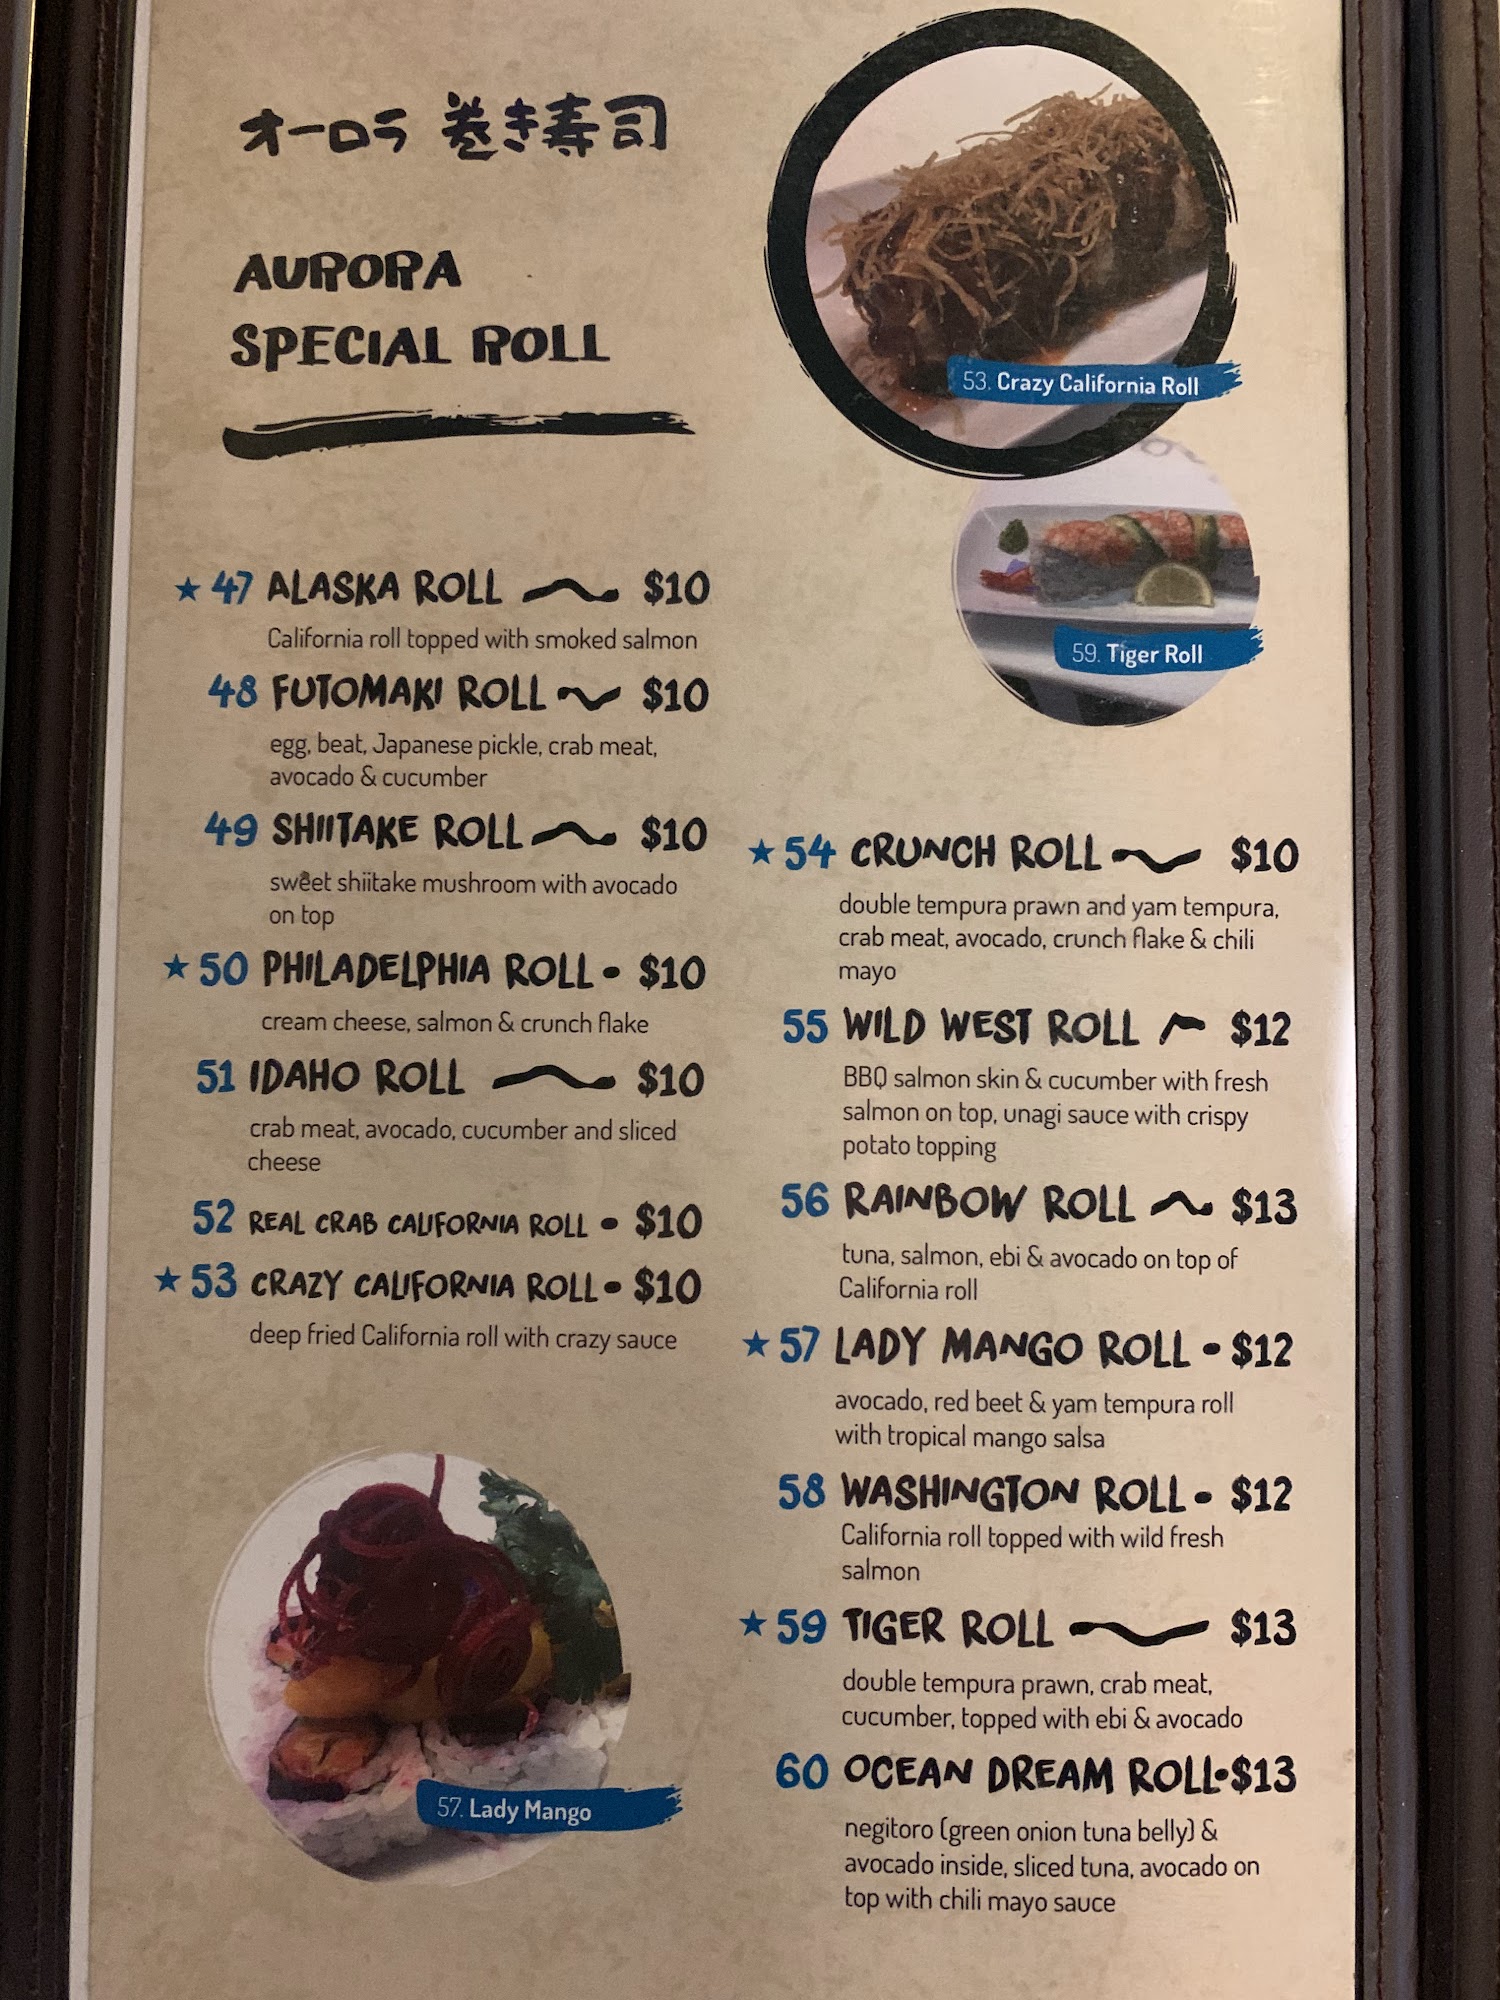 オーロラ 巻き寿司
AURORA
SPECIAL ROLL
53. Crazy California Roll
59. Tiger Roll
★ 47 ALASKA ROLL $10
California roll topped with smoked salmon
48 FUTOMAKI ROLL $10
egg, beat, Japanese pickle, crab meat,
avocado & cucumber
49 SHIITAKE ROLL $10
sweet shiitake mushroom with avocado
on top
★ 50 PHILADELPHIA ROLL • $10
cream cheese, salmon & crunch flake
51 IDAHO ROLL $10
crab meat, avocado, cucumber and sliced
cheese
52 REAL CRAB CALIFORNIA ROLL • $10
★ 53 CRAZY CALIFORNIA ROLL • $10
deep fried California roll with crazy sauce
57. Lady Mango
★ 54 CRUNCH ROLL $10
double tempura prawn and yam tempura,
crab meat, avocado, crunch flake & chili
mayo
55 WILD WEST ROLL $12
BBQ salmon skin & cucumber with fresh
salmon on top, unagi sauce with crispy
potato topping
56 RAINBOW ROLL $13
tuna, salmon, ebi & avocado on top of
California roll
★ 57 LADY MANGO ROLL • $12
avocado, red beet & yam tempura roll
with tropical mango salsa
58 WASHINGTON ROLL • $12
California roll topped with wild fresh
salmon
★ 59 TIGER ROLL $13
double tempura prawn, crab meat,
cucumber, topped with ebi & avocado
60 OCEAN DREAM ROLL • $13
negitoro (green onion tuna belly) &
avocado inside, sliced tuna, avocado on
top with chili mayo sauce